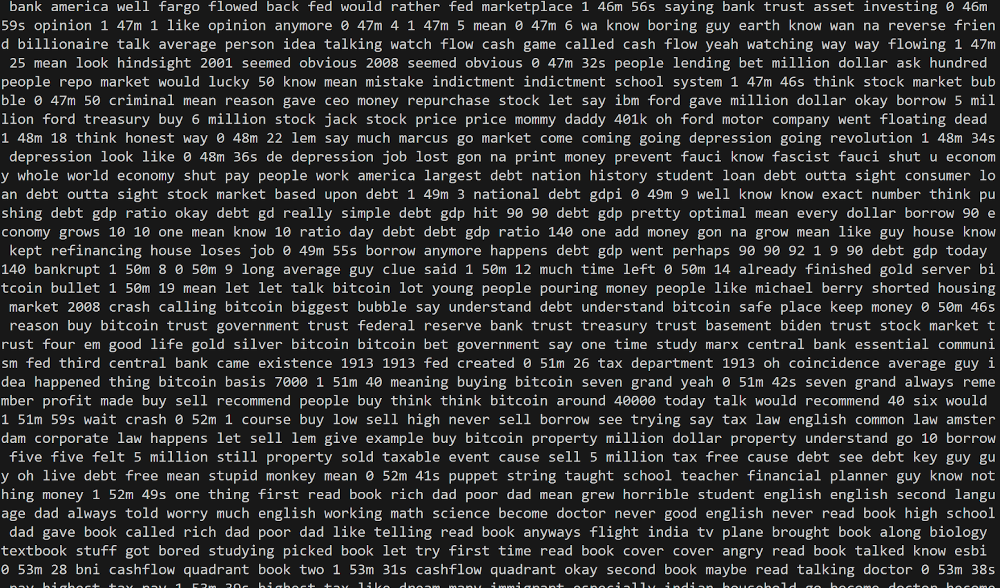 bank america well fargo flowed back fed would rather fed marketplace 1 46m 56s saying bank trust asset investing 0 46m
59s opinion 1 47m 1 like opinion anymore 0 47m 4 1 47m 5 mean 0 47m 6 wa know boring guy earth know wan na reverse frien
d billionaire talk average person idea talking watch flow cash game called cash flow yeah watching way way flowing 1 47m
25 mean look hindsight 2001 seemed obvious 2008 seemed obvious 0 47m 32s people lending bet million dollar ask hundred
people repo market would lucky 50 know mean mistake indictment indictment school system 1 47m 46s think stock market bub
ble 0 47m 50 criminal mean reason gave ceo money repurchase stock let say ibm ford gave million dollar okay borrow 5 mil
lion ford treasury buy 6 million stock jack stock price price mommy daddy 401k oh ford motor company went floating dead
1 48m 18 think honest way 0 48m 22 lem say much marcus go market come coming going depression going revolution 1 48m 34s
depression look like 0 48m 36s de depression job lost gon na print money prevent fauci know fascist fauci shut u econom
y whole world economy shut pay people work america largest debt nation history student loan debt outta sight consumer lo
an debt outta sight stock market based upon debt 1 49m 3 national debt gdpi 0 49m 9 well know know exact number think pu
shing debt gdp ratio okay debt gd really simple debt gdp hit 90 90 debt gdp pretty optimal mean every dollar borrow 90 e
conomy grows 10 10 one mean know 10 ratio day debt debt gdp ratio 140 one add money gon na grow mean like guy house know
kept refinancing house loses job 0 49m 55s borrow anymore happens debt gdp went perhaps 90 90 92 1 9 90 debt gdp today
140 bankrupt 1 50m 8 0 50m 9 long average guy clue said 1 50m 12 much time left 0 50m 14 already finished gold server bi
tcoin bullet 1 50m 19 mean let let talk bitcoin lot young people pouring money people like michael berry shorted housing
market 2008 crash calling bitcoin biggest bubble say understand debt understand bitcoin safe place keep money 0 50m 46s
reason buy bitcoin trust government trust federal reserve bank trust treasury trust basement biden trust stock market t
rust four em good life gold silver bitcoin bitcoin bet government say one time study marx central bank essential communi
sm fed third central bank came existence 1913 1913 fed created 0 51m 26 tax department 1913 oh coincidence average guy i
dea happened thing bitcoin basis 7000 1 51m 40 meaning buying bitcoin seven grand yeah 0 51m 42s seven grand always reme
mber profit made buy sell recommend people buy think think bitcoin around 40000 today talk would recommend 40 six would
1 51m 59s wait crash 0 52m 1 course buy low sell high never sell borrow see trying say tax law english common law amster
dam corporate law happens let sell lem give example buy bitcoin property million dollar property understand go 10 borrow
five five felt 5 million still property sold taxable event cause sell 5 million tax free cause debt see debt key guy gu
y oh live debt free mean stupid monkey mean 0 52m 41s puppet string taught school teacher financial planner guy know not
hing money 1 52m 49s one thing first read book rich dad poor dad mean grew horrible student english english second langu
age dad always told worry much english working math science become doctor never good english never read book high school
dad gave book called rich dad poor dad like telling read book anyways flight india tv plane brought book along biology
textbook stuff got bored studying picked book let try first time read book cover cover angry read book talked know esbi
0 53m 28 bni cashflow quadrant book two 1 53m 31s cashflow quadrant okay second book maybe read talking doctor 0 53m 38s
pay highest tax pay 1 53m 39s highest tax like dream many immigrant especially indian household go become doctor become